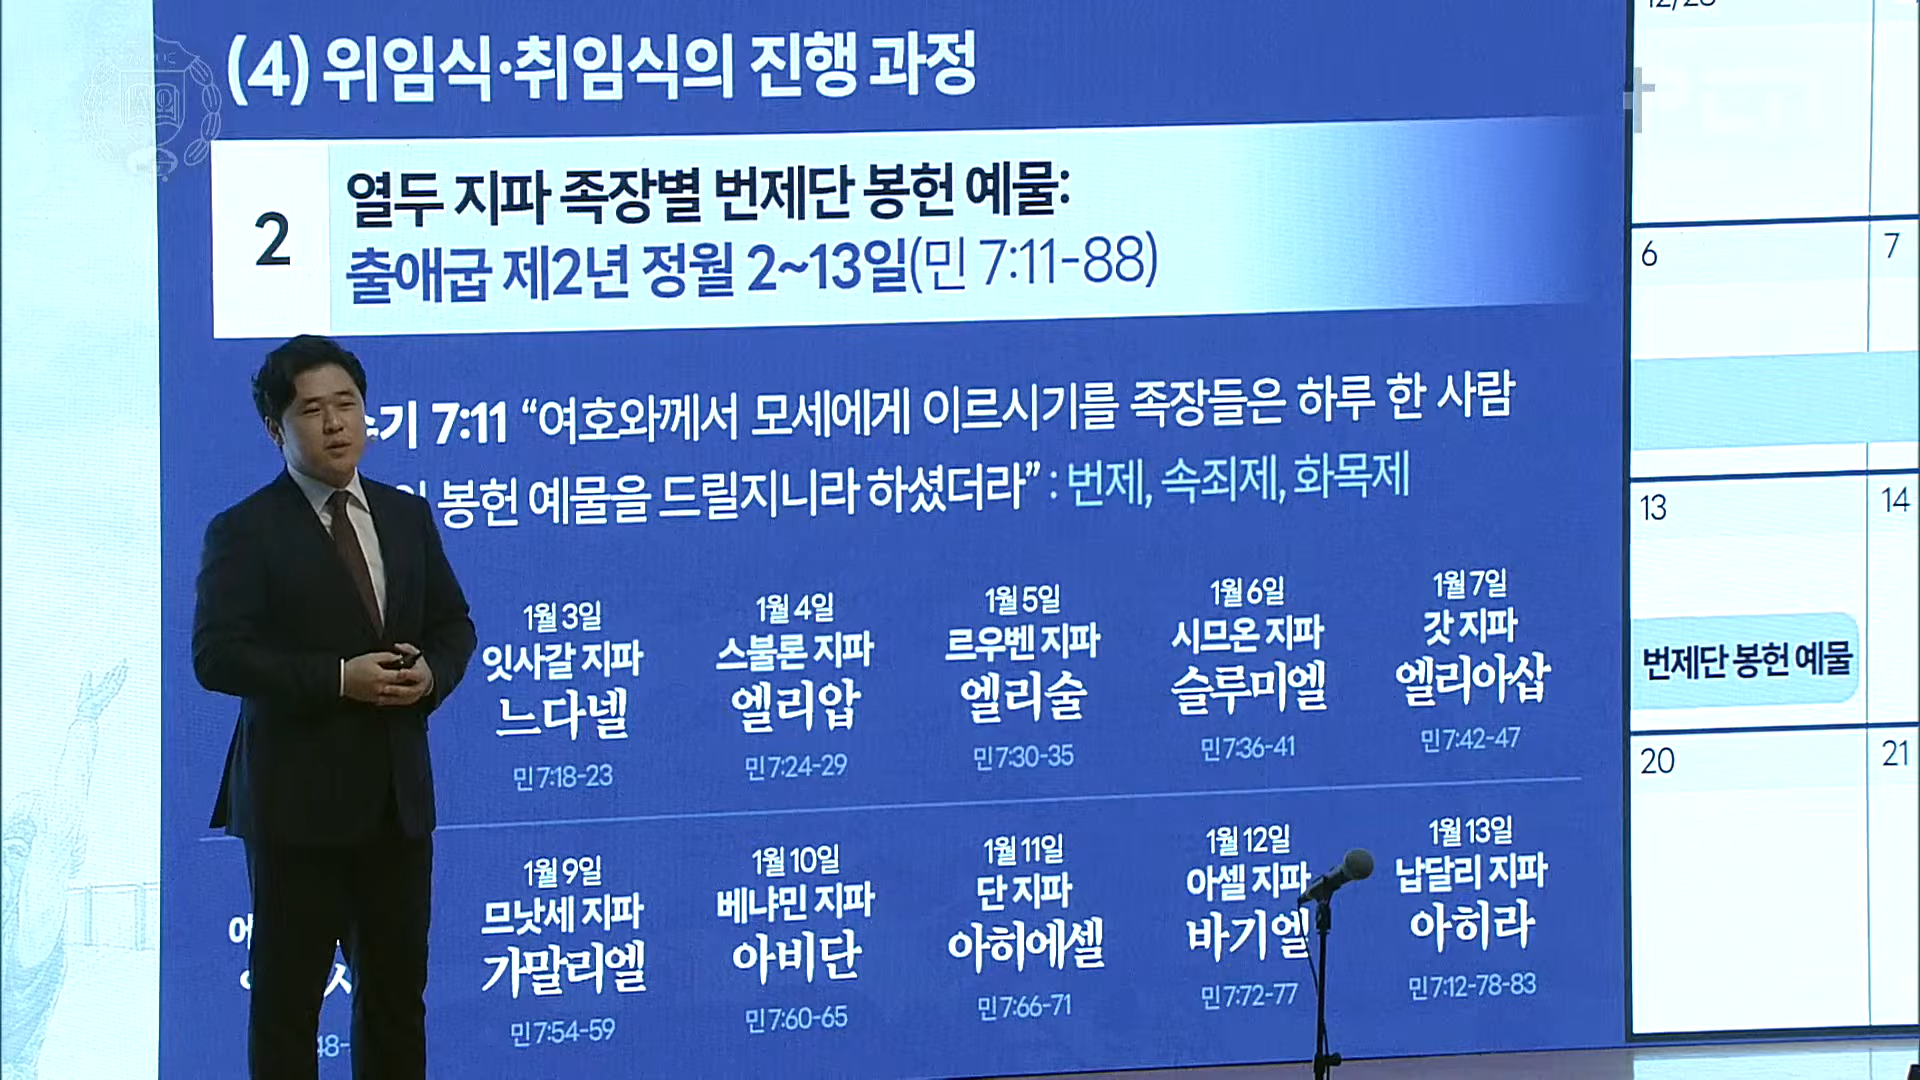 (4) 위임식·취임식의 진행 과정
2
열두 지파 족장별 번제단 봉헌 예물:
출애굽 제2년 정월 2~13일(민 7:11-88)
7:11 “여호와께서 모세에게 이르시기를 족장들은 하루 한 사람
봉헌 예물을 드릴지니라 하셨더라” : 번제, 속죄제, 화목제
1월 3일
잇사갈 지파
느다넬
민 7:18-23
1월 4일
스불론 지파
엘리압
민 7:24-29
1월 5일
르우벤 지파
엘리술
민 7:30-35
1월 6일
시므온 지파
슬루미엘
민 7:36-41
1월 7일
갓 지파
엘리아삽
민 7:42-47
1월 9일
므낫세 지파
가말리엘
민 7:54-59
1월 10일
베냐민 지파
아비단
민 7:60-65
1월 11일
단 지파
아히에셀
민 7:66-71
1월 12일
아셀 지파
바기엘
민 7:72-77
1월 13일
납달리 지파
아히라
민 7:12-78-83
6
7
13
14
번제단 봉헌 예물
20
21